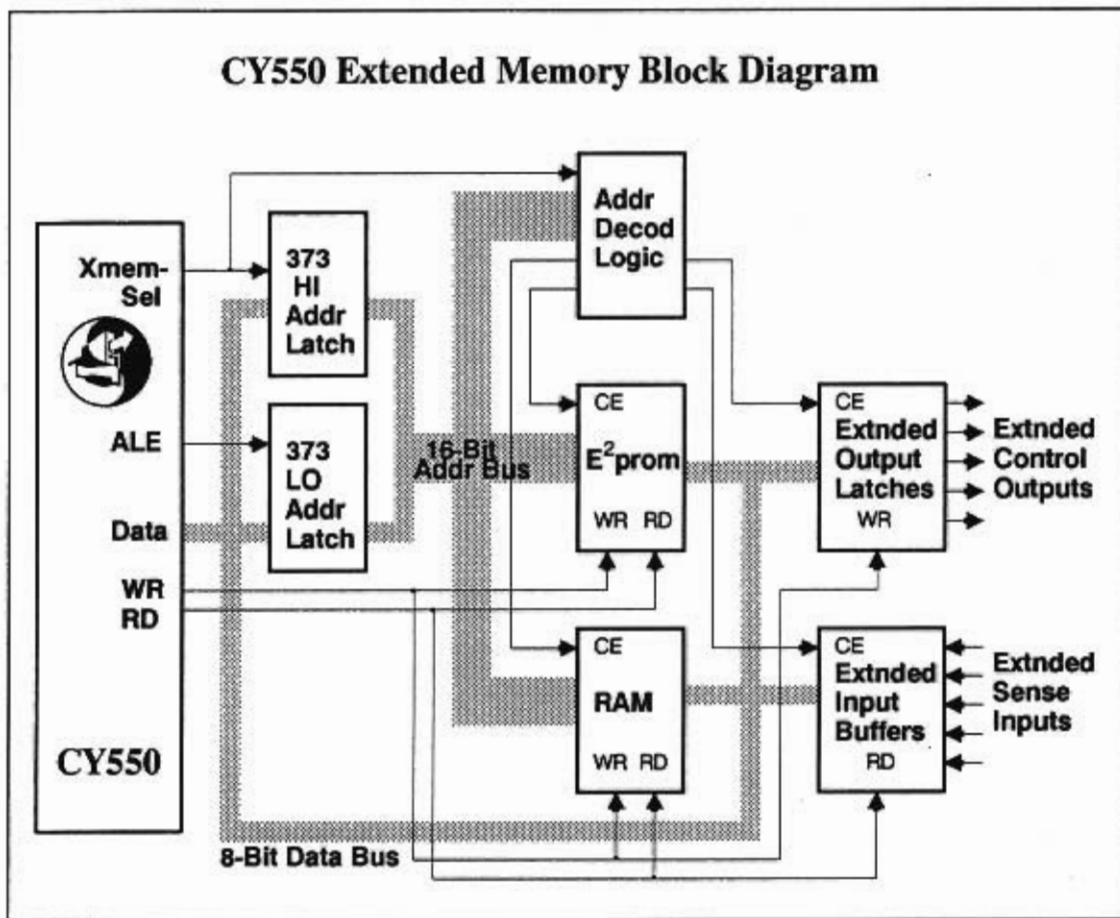 CY550 Extended Memory Block Diagram
Xmem-
Sel
ALE
Data
WR
RD
CY550
373
HI
Addr
Latch
373
LO
Addr
Latch
16-Bit
Addr Bus
8-Bit Data Bus
Addr
Decod
Logic
CE
E²prom
WR RD
CE
RAM
WR RD
CE
Extnded
Output
Latches
WR
Extnded
Control
Outputs
CE
Extnded
Input
Buffers
RD
Extnded
Sense
Inputs